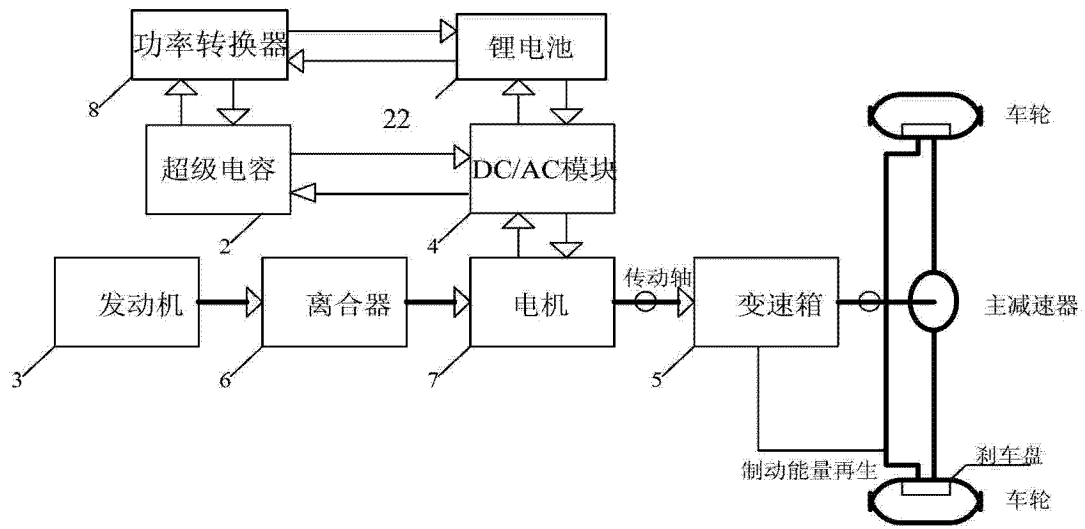 功率转换器
锂电池
8
22
车轮
超级电容
DC/AC模块
2
4
发动机
离合器
电机
传动轴
变速箱
主减速器
3
6
7
5
制动能量再生
刹车盘
车轮